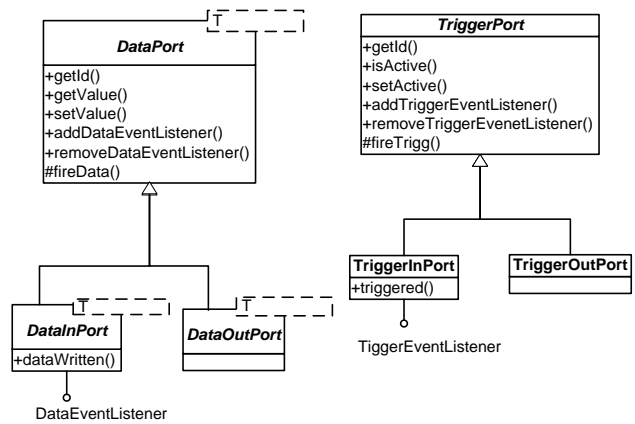 T
DataPort
+getId()
+getValue()
+setValue()
+addDataEventListener()
+removeDataEventListener()
#fireData()
TriggerPort
+getId()
+isActive()
+setActive()
+addTriggerEventListener()
+removeTriggerEvenetListener()
#fireTrigg()
T
DataInPort
+dataWritten()
DataEventListener
T
DataOutPort
TriggerInPort
+triggered()
TiggerEventListener
TriggerOutPort